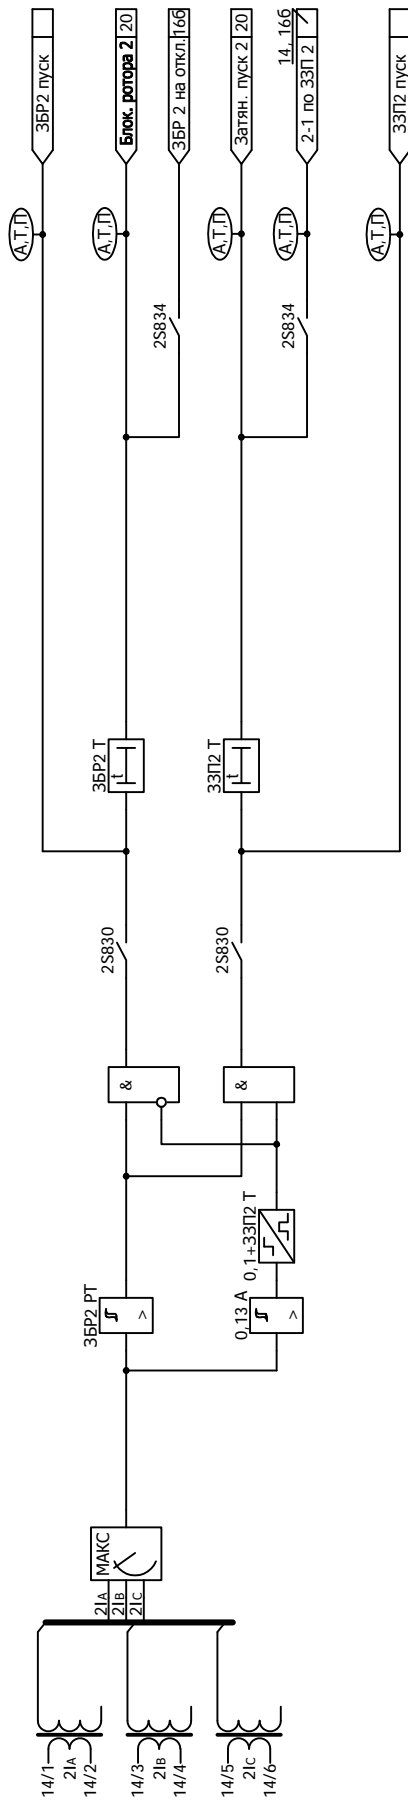 ЗБР2 пуск
Блок. ротора 2 20
ЗБР 2 на откл. 16б
Затян. пуск 2 20
14, 16б
2-1 по ЗЗП 2
ЗЗП2 пуск
А,Т,П
А,Т,П
А,Т,П
А,Т,П
А,Т,П
2S834
2S834
ЗБР2 Т
t
ЗЗП2 Т
t
2S830
2S830
&
&
ЗБР2 РТ
>
0,13 А
>
0,1+ЗЗП2 Т
МАКС
2IA
2IB
2IC
14/1
2IA
14/2
14/3
2IB
14/4
14/5
2IC
14/6